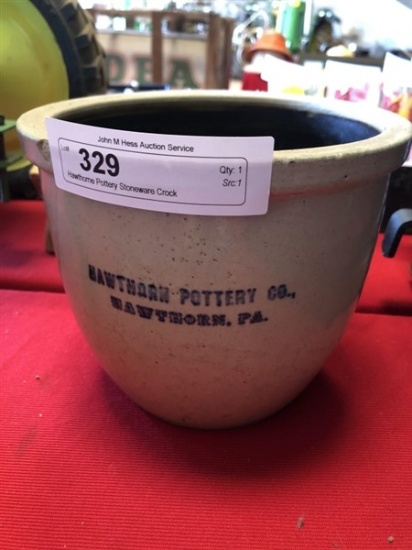 John M Hess Auction Service
Lot
329
Qty: 1
Src:1
Hawthorne Pottery Stoneware Crock
HAWTHORN POTTERY CO.,
HAWTHORN, PA.